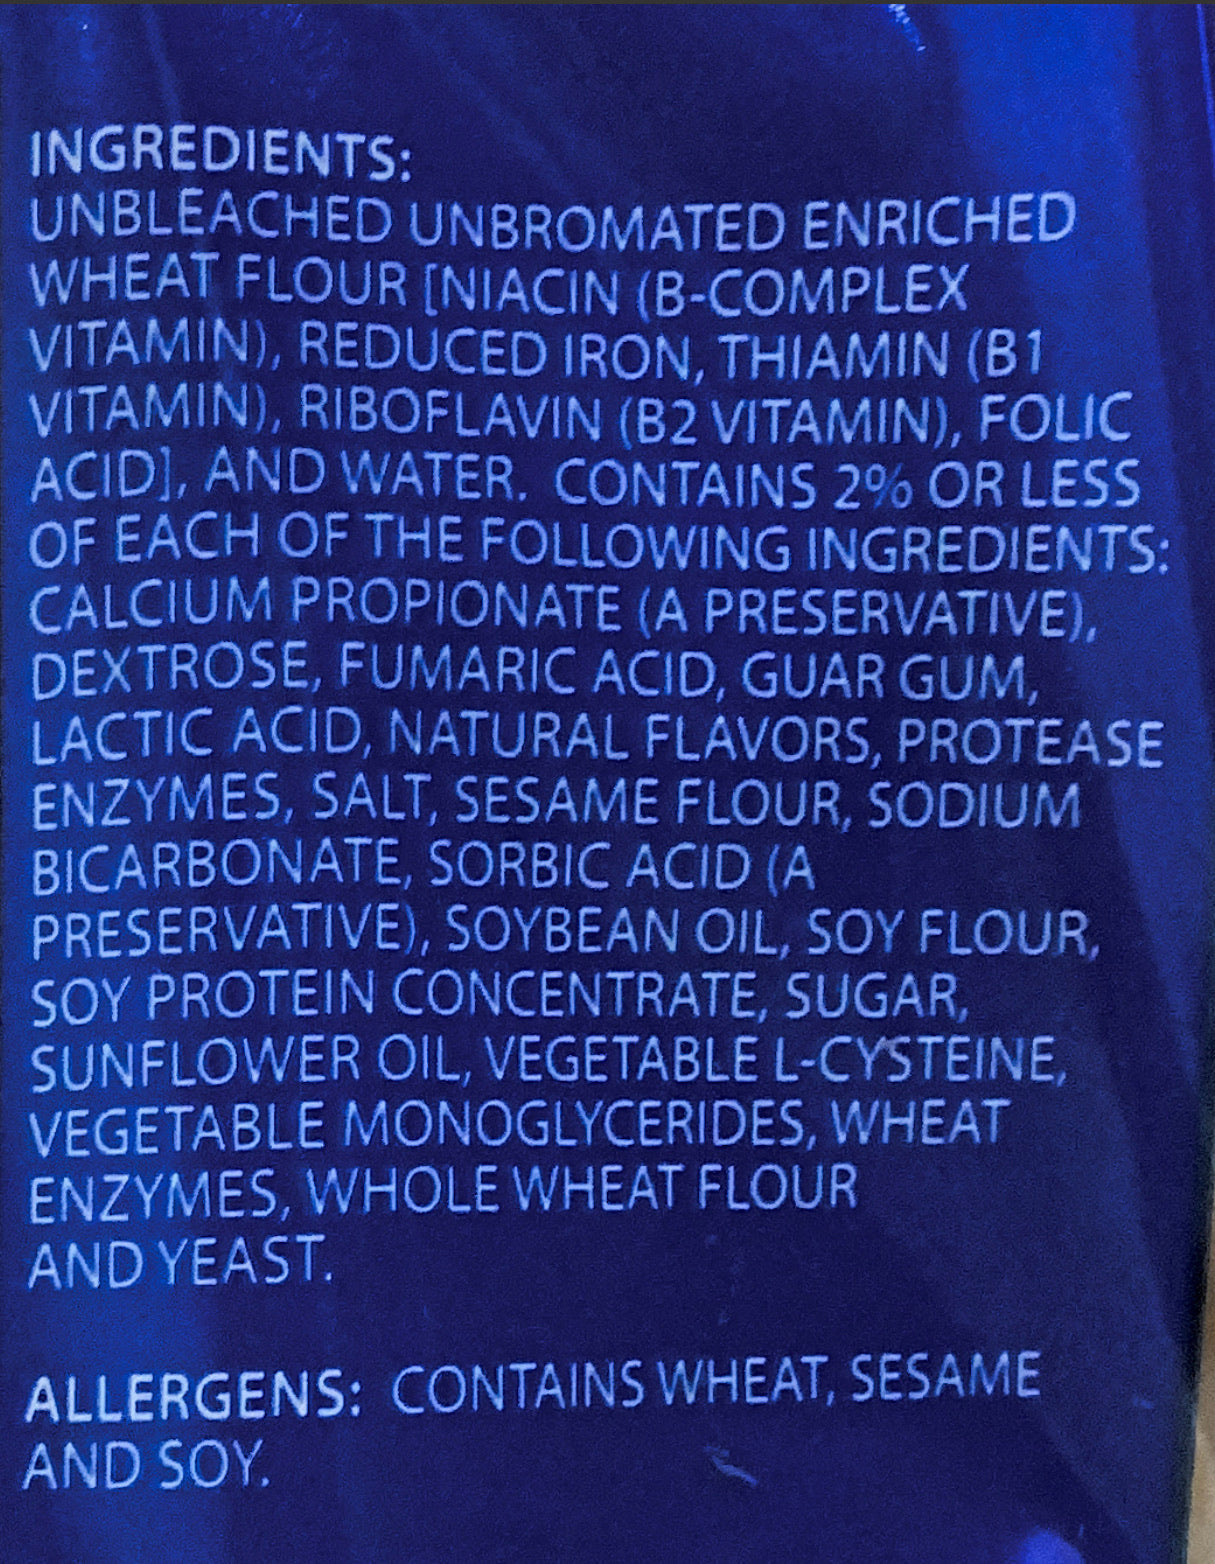 INGREDIENTS:
UNBLEACHED UNBROMATED ENRICHED
WHEAT FLOUR [NIACIN (B-COMPLEX
VITAMIN), REDUCED IRON, THIAMIN (B1
VITAMIN), RIBOFLAVIN (B2 VITAMIN), FOLIC
ACID], AND WATER. CONTAINS 2% OR LESS
OF EACH OF THE FOLLOWING INGREDIENTS:
CALCIUM PROPIONATE (A PRESERVATIVE),
DEXTROSE, FUMARIC ACID, GUAR GUM,
LACTIC ACID, NATURAL FLAVORS, PROTEASE
ENZYMES, SALT, SESAME FLOUR, SODIUM
BICARBONATE, SORBIC ACID (A
PRESERVATIVE), SOYBEAN OIL, SOY FLOUR,
SOY PROTEIN CONCENTRATE, SUGAR,
SUNFLOWER OIL, VEGETABLE L-CYSTEINE,
VEGETABLE MONOGLYCERIDES, WHEAT
ENZYMES, WHOLE WHEAT FLOUR
AND YEAST.
ALLERGENS: CONTAINS WHEAT, SESAME
AND SOY.